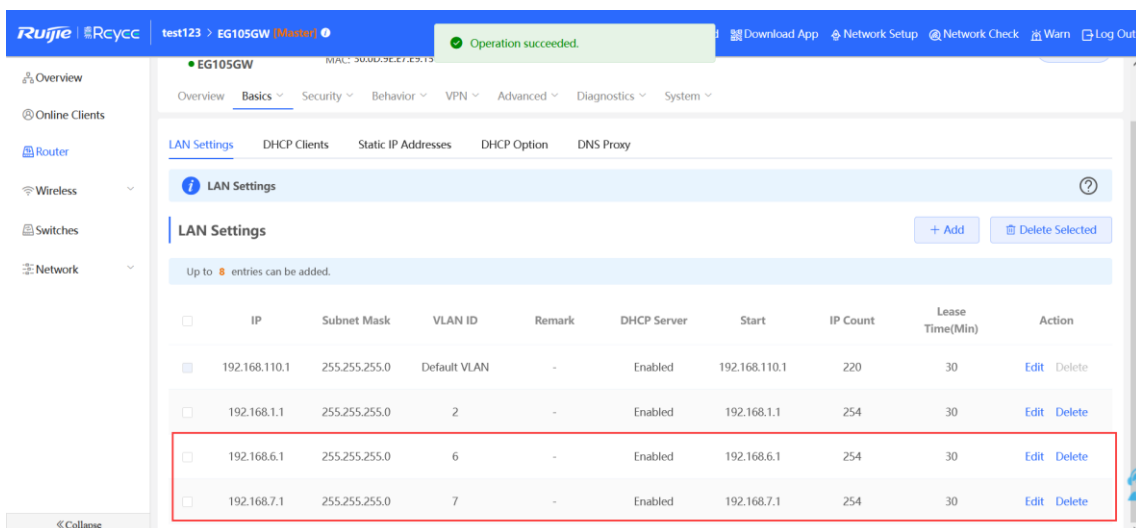 Ruijie | Reycc test123 > EG105GW [Master] Operation succeeded. Download App Network Setup Network Check Warn Log Out
EG105GW
Overview Basics Security Behavior VPN Advanced Diagnostics System
Overview
Online Clients
Router
Wireless
Switches
Network
Collapse
LAN Settings DHCP Clients Static IP Addresses DHCP Option DNS Proxy
LAN Settings
LAN Settings + Add Delete Selected
Up to 8 entries can be added.
IP Subnet Mask VLAN ID Remark DHCP Server Start IP Count Lease Time(Min) Action
192.168.110.1 255.255.255.0 Default VLAN - Enabled 192.168.110.1 220 30 Edit Delete
192.168.1.1 255.255.255.0 2 - Enabled 192.168.1.1 254 30 Edit Delete
192.168.6.1 255.255.255.0 6 - Enabled 192.168.6.1 254 30 Edit Delete
192.168.7.1 255.255.255.0 7 - Enabled 192.168.7.1 254 30 Edit Delete